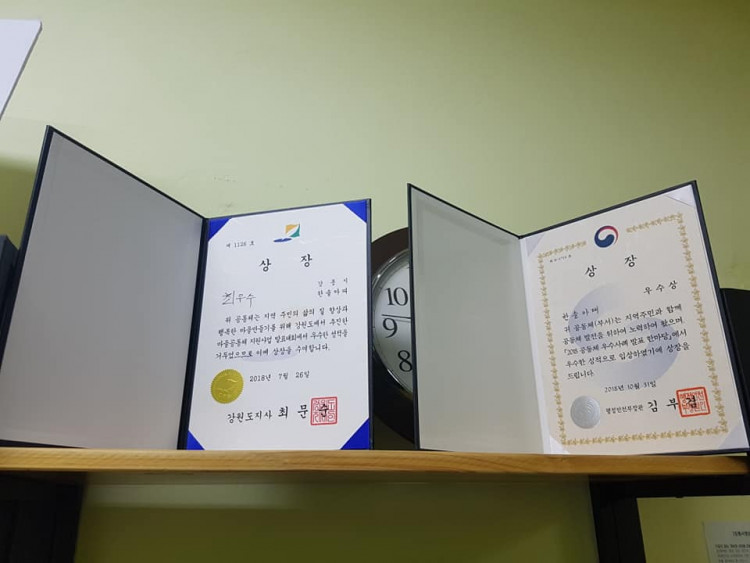 제 1126 호
상 장
최우수
강릉시
한울아띠
위 공동체는 지역 주민의 삶의 질 향상과
행복한 마을만들기를 위해 강원도에서 추진한
마을공동체 지원사업 발표대회에서 우수한 성적을
거두었으므로 이에 상장을 수여합니다.
2018년 7월 26일
강원도지사 최 문 순
상 장
우수상
한울아띠
위 공동체(부서)는 지역주민과 함께
공동체 발전을 위하여 노력하여 왔으며
「2018 공동체 우수사례 발표 한마당」에서
우수한 성적으로 입상하였기에 상장을
드립니다.
2018년 10월 31일
행정안전부장관 김 부 겸
10
9
8